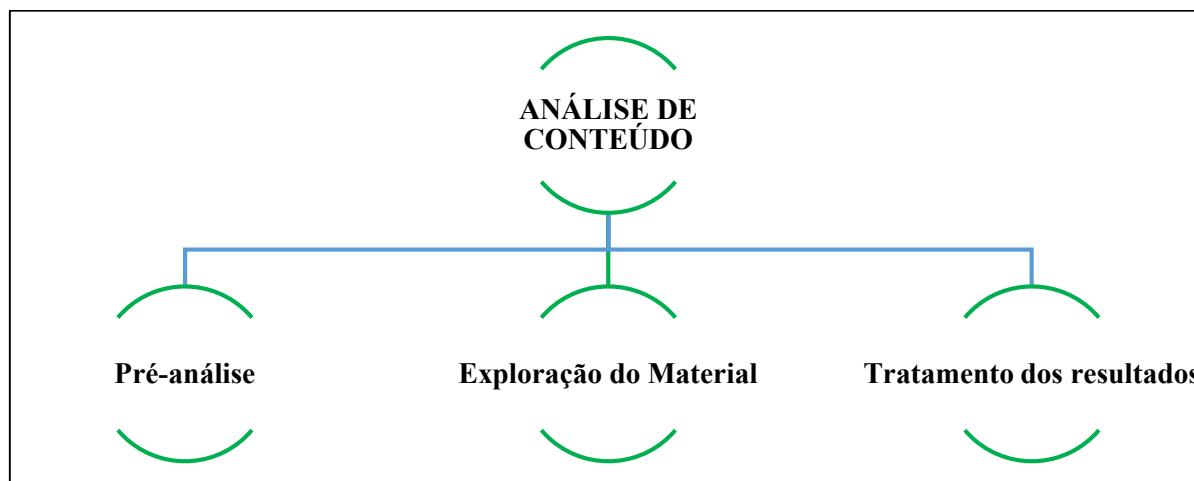 ANÁLISE DE
CONTEÚDO
Pré-análise
Exploração do Material
Tratamento dos resultados